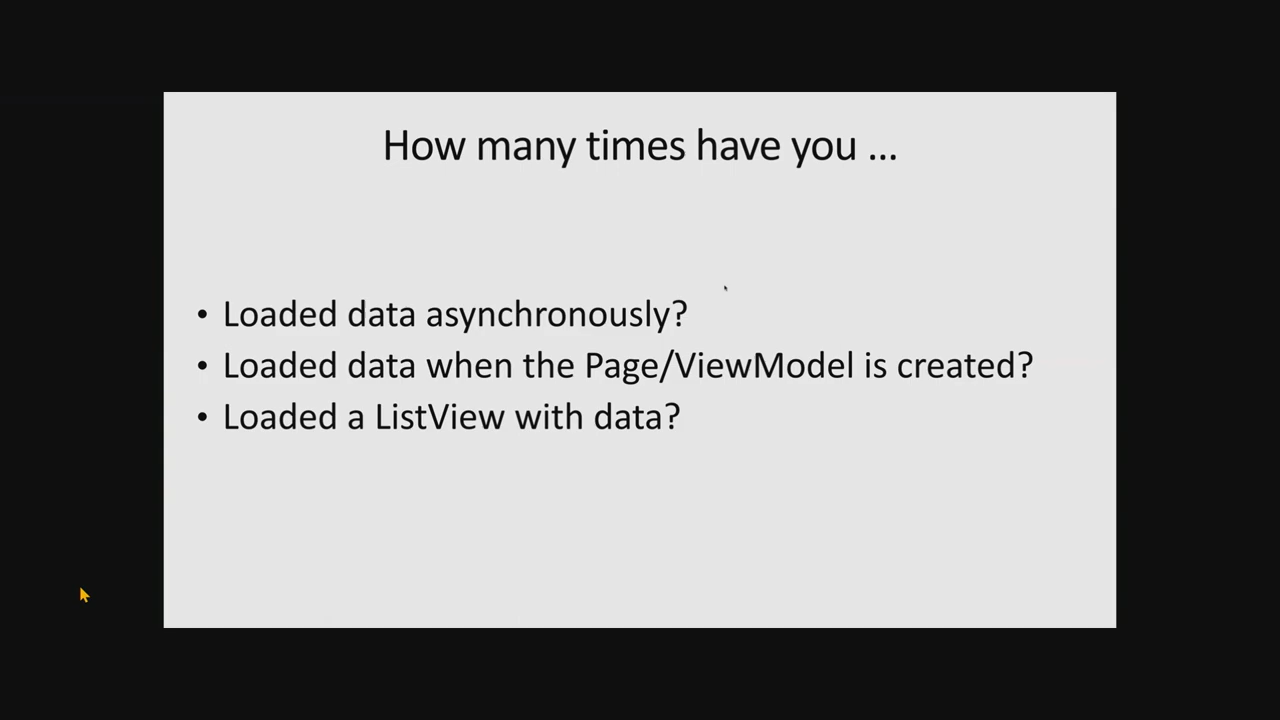 How many times have you ...
• Loaded data asynchronously?
• Loaded data when the Page/ViewModel is created?
• Loaded a ListView with data?